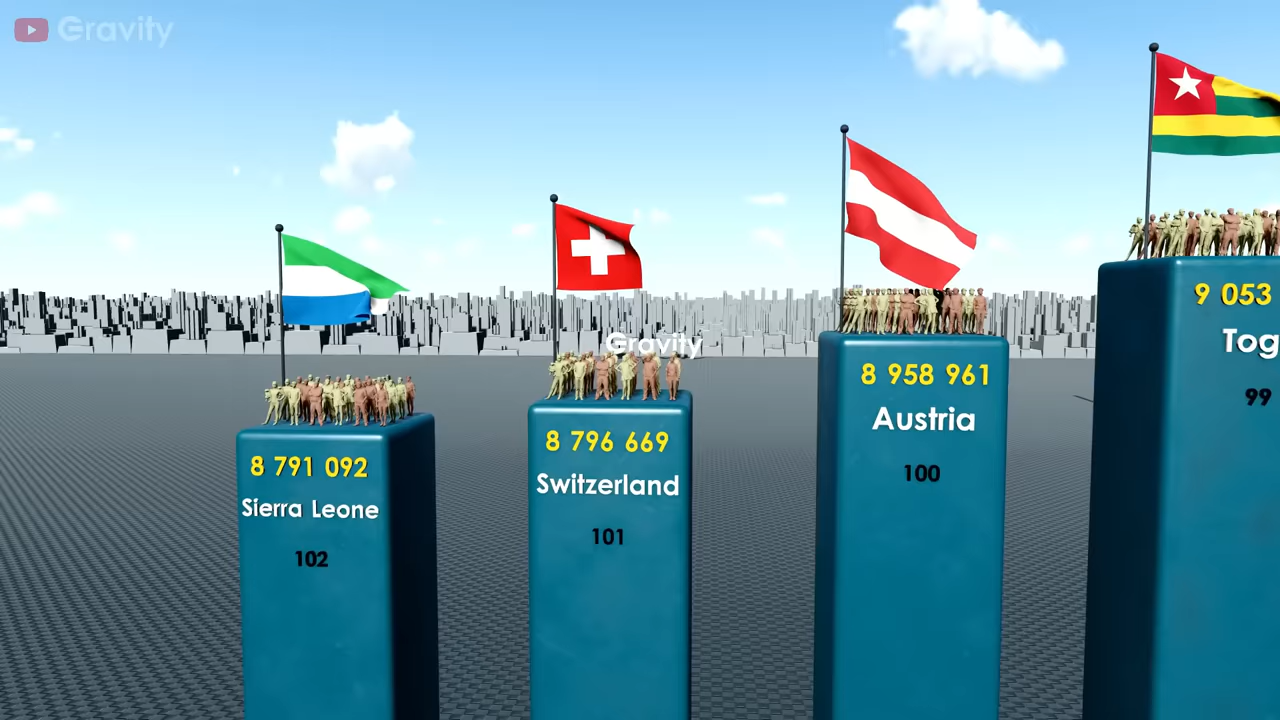 Gravity
Gravity
8 791 092
Sierra Leone
102
8 796 669
Switzerland
101
8 958 961
Austria
100
9 053
Tog
99